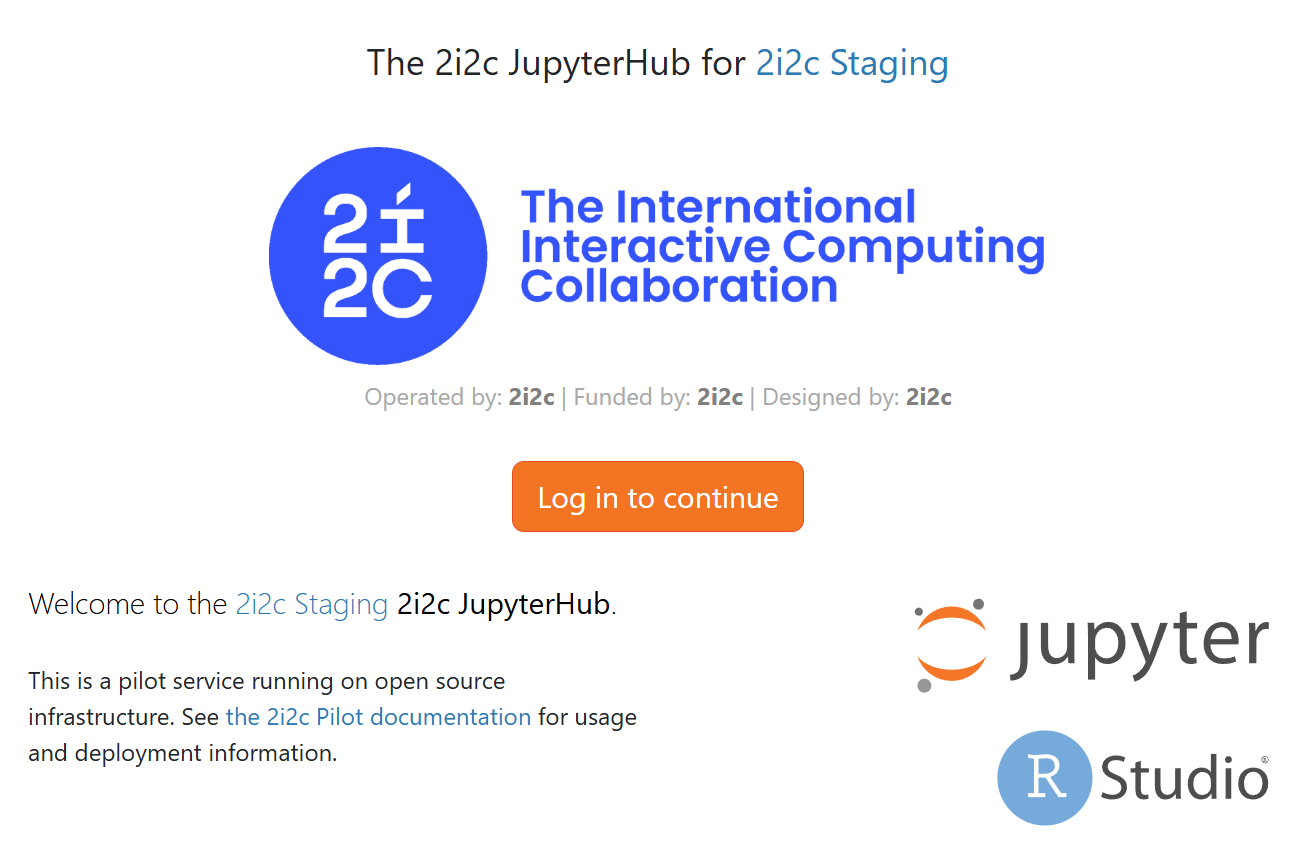 The 2i2c JupyterHub for 2i2c Staging
2i
2C
The International
Interactive Computing
Collaboration
Operated by: 2i2c | Funded by: 2i2c | Designed by: 2i2c
Log in to continue
Welcome to the 2i2c Staging 2i2c JupyterHub.
This is a pilot service running on open source
infrastructure. See the 2i2c Pilot documentation for usage
and deployment information.
jupyter
R Studio®